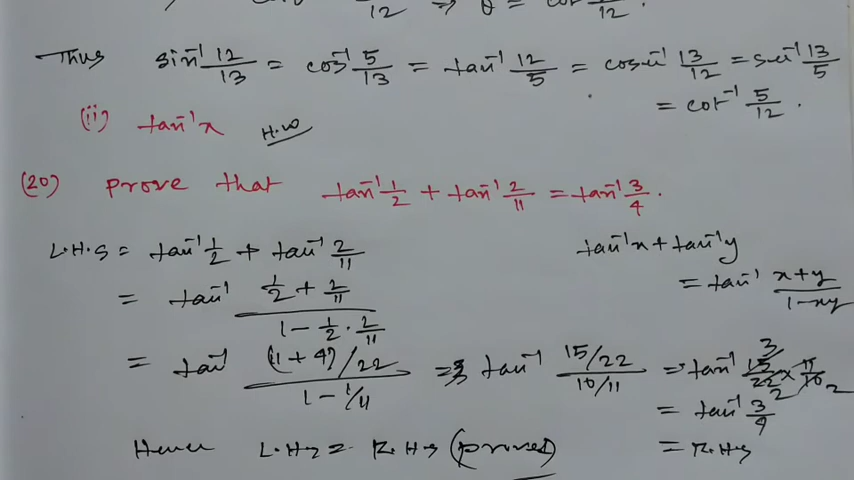 12 ⇒ θ = cot⁻¹ 5/12.
Thus sin⁻¹ 12/13 = cos⁻¹ 5/13 = tan⁻¹ 12/5 = cosec⁻¹ 13/12 = sec⁻¹ 13/5
= cot⁻¹ 5/12.
(ii) tan⁻¹x H.W
(20) prove that tan⁻¹ 1/2 + tan⁻¹ 2/11 = tan⁻¹ 3/4.
L.H.S = tan⁻¹ 1/2 + tan⁻¹ 2/11
tan⁻¹x + tan⁻¹y
= tan⁻¹ (x+y)/(1-xy)
= tan⁻¹ (1/2 + 2/11)/(1 - 1/2 · 2/11)
= tan⁻¹ ((11+4)/22)/(1 - 1/11) = tan⁻¹ (15/22)/(10/11) = tan⁻¹ 15/22 × 11/10
= tan⁻¹ 3/4
= R.H.S
Hence L.H.S = R.H.S (proved)